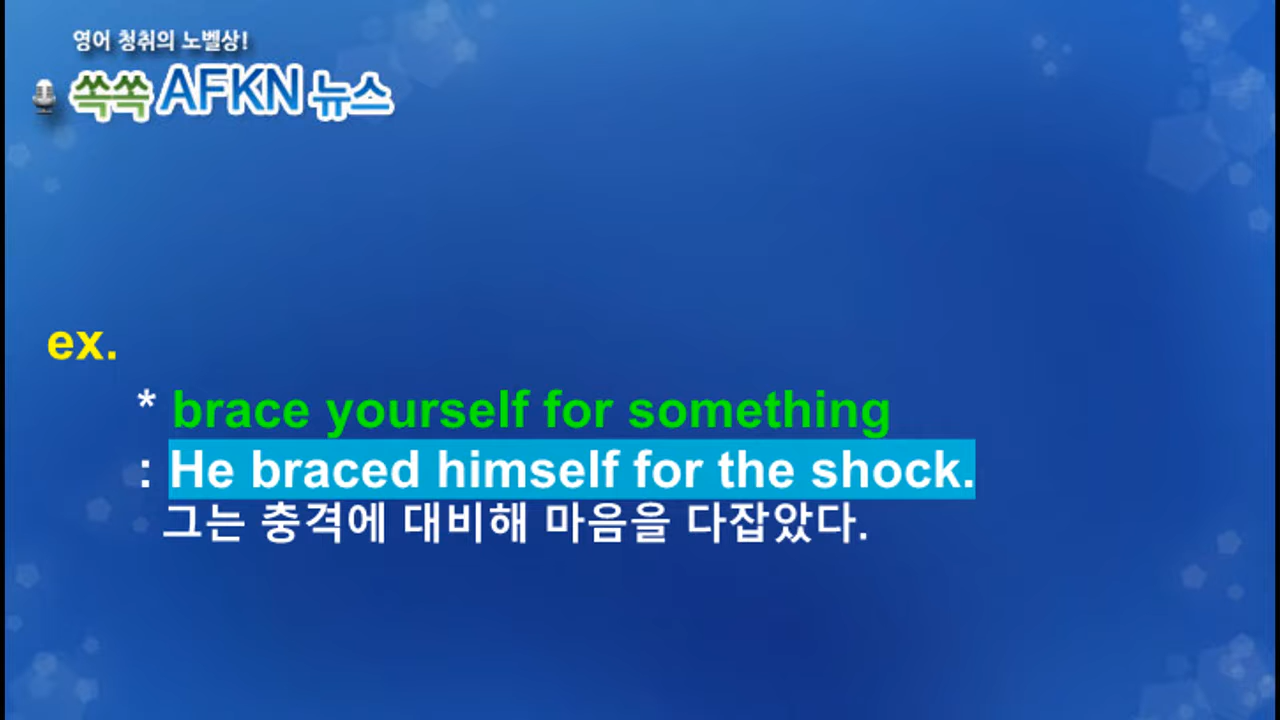 영어 청취의 노벨상!
쏙쏙 AFKN 뉴스
ex.
* brace yourself for something
: He braced himself for the shock.
그는 충격에 대비해 마음을 다잡았다.